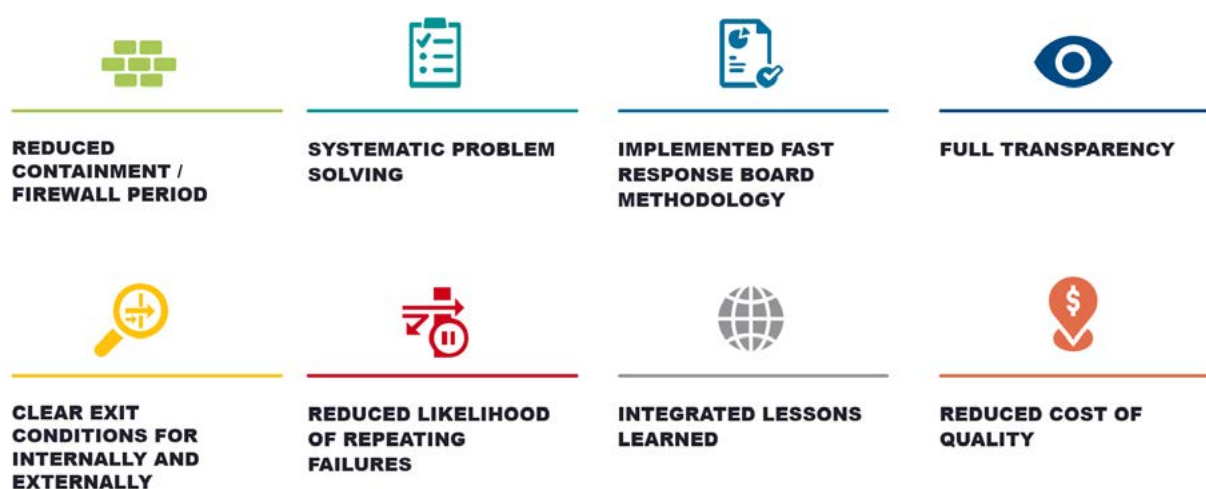 REDUCED
CONTAINMENT /
FIREWALL PERIOD
SYSTEMATIC PROBLEM
SOLVING
IMPLEMENTED FAST
RESPONSE BOARD
METHODOLOGY
FULL TRANSPARENCY
$
CLEAR EXIT
CONDITIONS FOR
INTERNALLY AND
EXTERNALLY
REDUCED LIKELIHOOD
OF REPEATING
FAILURES
INTEGRATED LESSONS
LEARNED
REDUCED COST OF
QUALITY